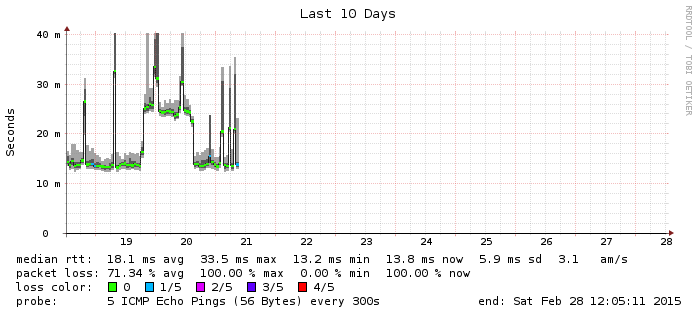 Last 10 Days
RRDTOOL / TOBI OETIKER
Seconds
40 m
30 m
20 m
10 m
0
19 20 21 22 23 24 25 26 27 28
median rtt: 18.1 ms avg 33.5 ms max 13.2 ms min 13.8 ms now 5.9 ms sd 3.1 am/s
packet loss: 71.34 % avg 100.00 % max 0.00 % min 100.00 % now
loss color: 0 1/5 2/5 3/5 4/5
probe: 5 ICMP Echo Pings (56 Bytes) every 300s end: Sat Feb 28 12:05:11 2015